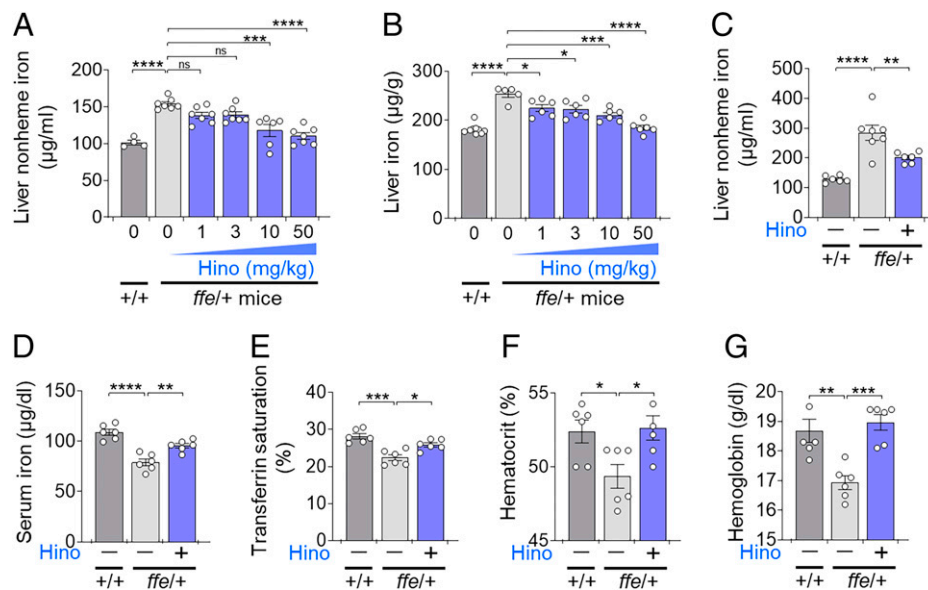 A
Liver nonheme iron
(µg/ml)
200
150
100
50
0
****
ns
ns
***
****
0 0 1 3 10 50
Hino (mg/kg)
+/+ ffe/+ mice
B
Liver iron (µg/g)
300
200
100
0
****
*
*
***
****
0 0 1 3 10 50
Hino (mg/kg)
+/+ ffe/+ mice
C
Liver nonheme iron
(µg/ml)
500
400
300
200
100
0
**** **
Hino — — +
+/+ ffe/+
D
Serum iron (µg/dl)
150
100
50
0
**** **
Hino — — +
+/+ ffe/+
E
Transferrin saturation
(%)
40
30
20
10
0
*** *
Hino — — +
+/+ ffe/+
F
Hematocrit (%)
55
50
45
* *
Hino — — +
+/+ ffe/+
G
Hemoglobin (g/dl)
20
19
18
17
16
15
** ***
Hino — — +
+/+ ffe/+